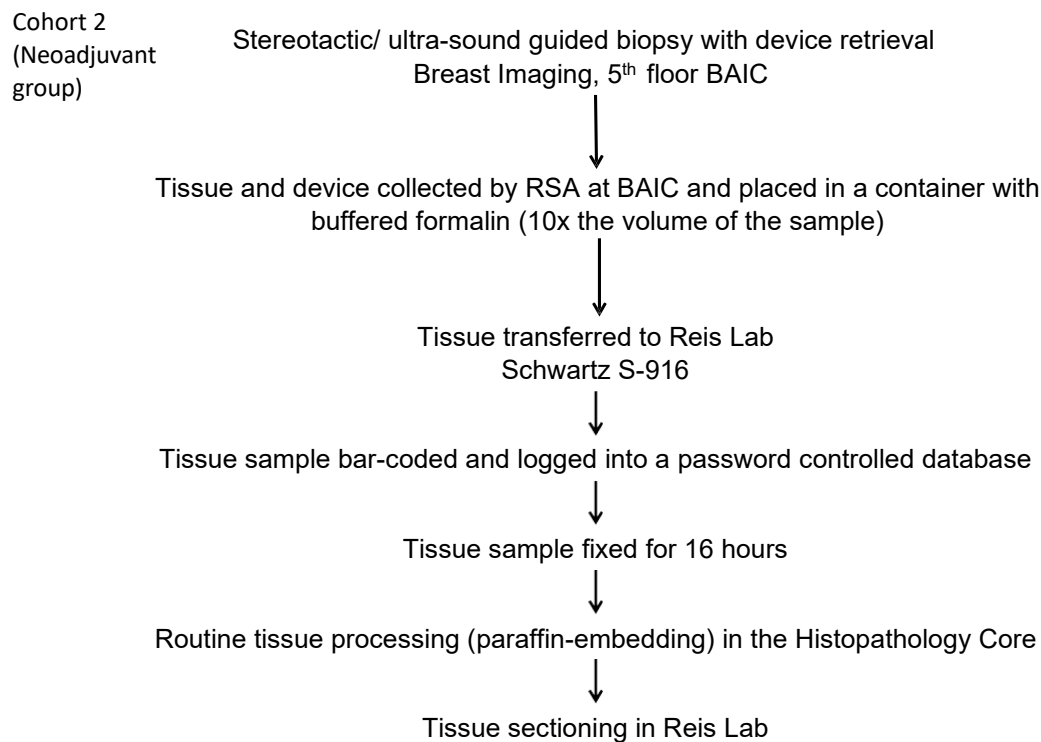 Cohort 2
(Neoadjuvant
group)
Stereotactic/ ultra-sound guided biopsy with device retrieval
Breast Imaging, 5th floor BAIC
Tissue and device collected by RSA at BAIC and placed in a container with
buffered formalin (10x the volume of the sample)
Tissue transferred to Reis Lab
Schwartz S-916
Tissue sample bar-coded and logged into a password controlled database
Tissue sample fixed for 16 hours
Routine tissue processing (paraffin-embedding) in the Histopathology Core
Tissue sectioning in Reis Lab